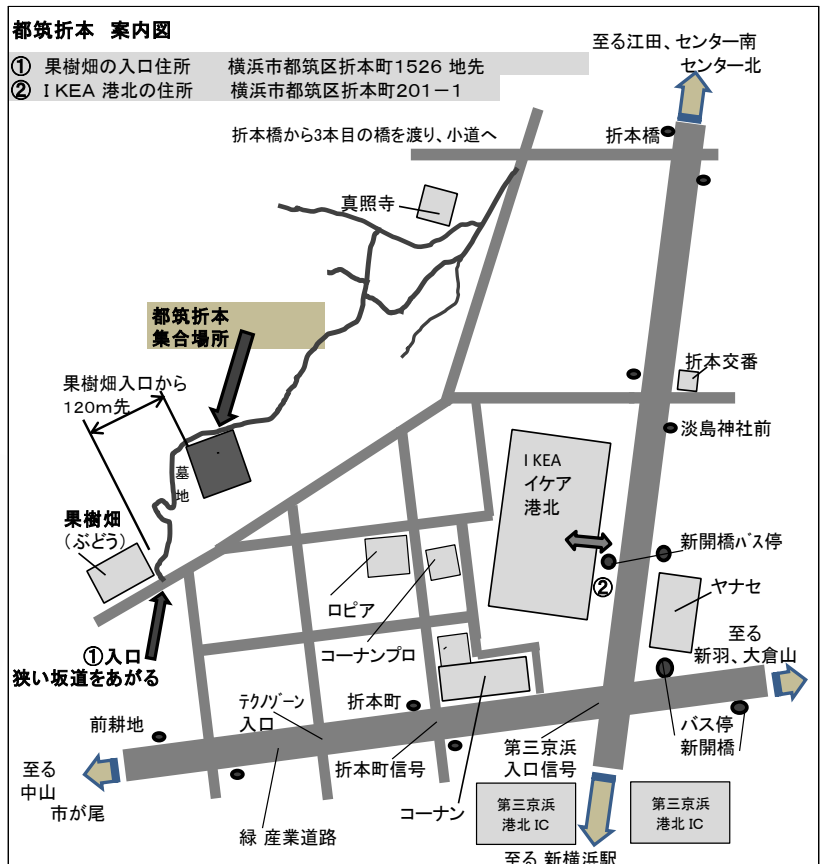 都筑折本 案内図
① 果樹畑の入口住所 横浜市都筑区折本町1526 地先
② IKEA 港北の住所 横浜市都筑区折本町201－1
至る江田、センター南
センター北
折本橋から3本目の橋を渡り、小道へ
折本橋
真照寺
都筑折本
集合場所
果樹畑入口から
120m先
折本交番
淡島神社前
墓
地
IKEA
イケア
港北
果樹畑
（ぶどう）
新開橋バス停
②
ヤナセ
ロピア
コーナンプロ
至る
新羽、大倉山
①入口
狭い坂道をあがる
テクノゾーン
入口
折本町
前耕地
バス停
新開橋
第三京浜
入口信号
折本町信号
至る
中山
市が尾
コーナン
第三京浜
港北 IC
第三京浜
港北 IC
緑 産業道路
至る 新横浜駅